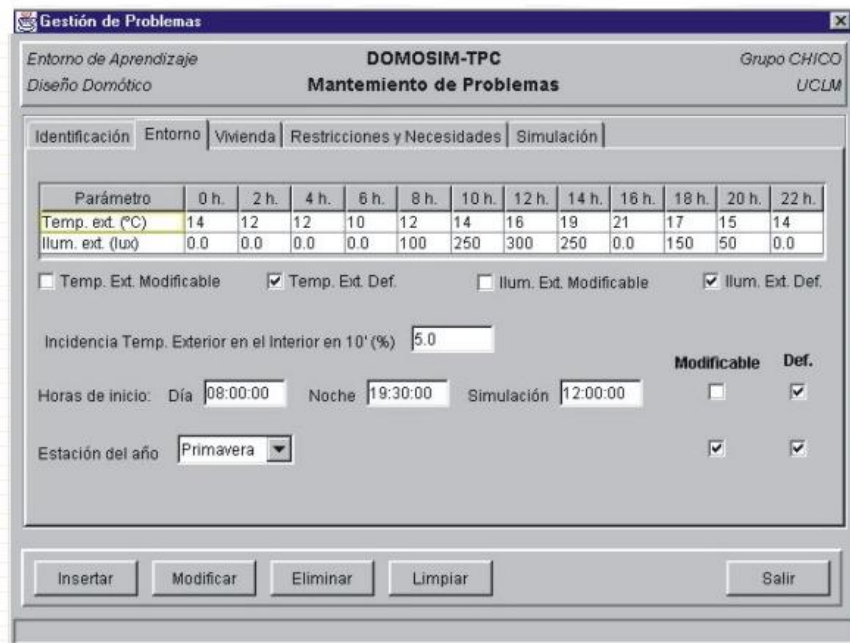 Gestión de Problemas
Entorno de Aprendizaje DOMOSIM-TPC Grupo CHICO
Diseño Domótico Mantemiento de Problemas UCLM
Identificación Entorno Vivienda Restricciones y Necesidades Simulación
Parámetro 0 h. 2 h. 4 h. 6 h. 8 h. 10 h. 12 h. 14 h. 16 h. 18 h. 20 h. 22 h.
Temp. ext. (ºC) 14 12 12 10 12 14 16 19 21 17 15 14
Ilum. ext. (lux) 0.0 0.0 0.0 0.0 100 250 300 250 0.0 150 50 0.0
Temp. Ext. Modificable Temp. Ext. Def. Ilum. Ext. Modificable Ilum. Ext. Def.
Incidencia Temp. Exterior en el Interior en 10' (%) 5.0
Modificable Def.
Horas de inicio: Día 08:00:00 Noche 19:30:00 Simulación 12:00:00
Estación del año Primavera
Insertar Modificar Eliminar Limpiar Salir